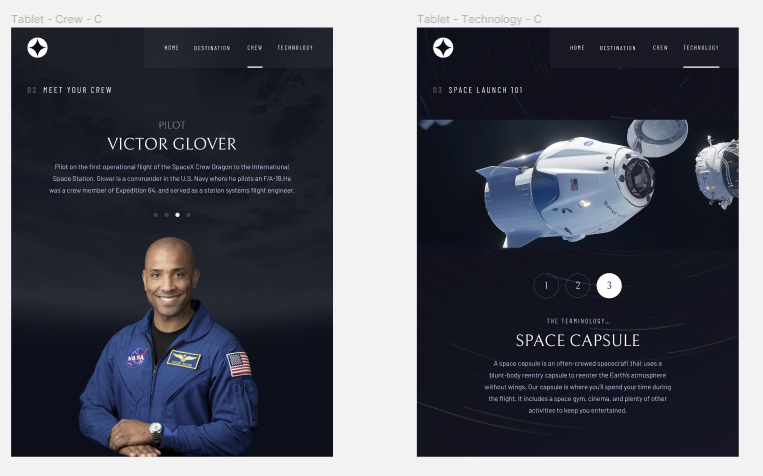 Tablet - Crew - C
HOME DESTINATION CREW TECHNOLOGY
02 MEET YOUR CREW
PILOT
VICTOR GLOVER
Pilot on the first operational flight of the SpaceX Crew Dragon to the International
Space Station. Glover is a commander in the U.S. Navy where he pilots an F/A-18.He
was a crew member of Expedition 64, and served as a station systems flight engineer.
NASA
Tablet - Technology - C
HOME DESTINATION CREW TECHNOLOGY
03 SPACE LAUNCH 101
1 2 3
THE TERMINOLOGY...
SPACE CAPSULE
A space capsule is an often-crewed spacecraft that uses a
blunt-body reentry capsule to reenter the Earth's atmosphere
without wings. Our capsule is where you'll spend your time during
the flight. It includes a space gym, cinema, and plenty of other
activities to keep you entertained.